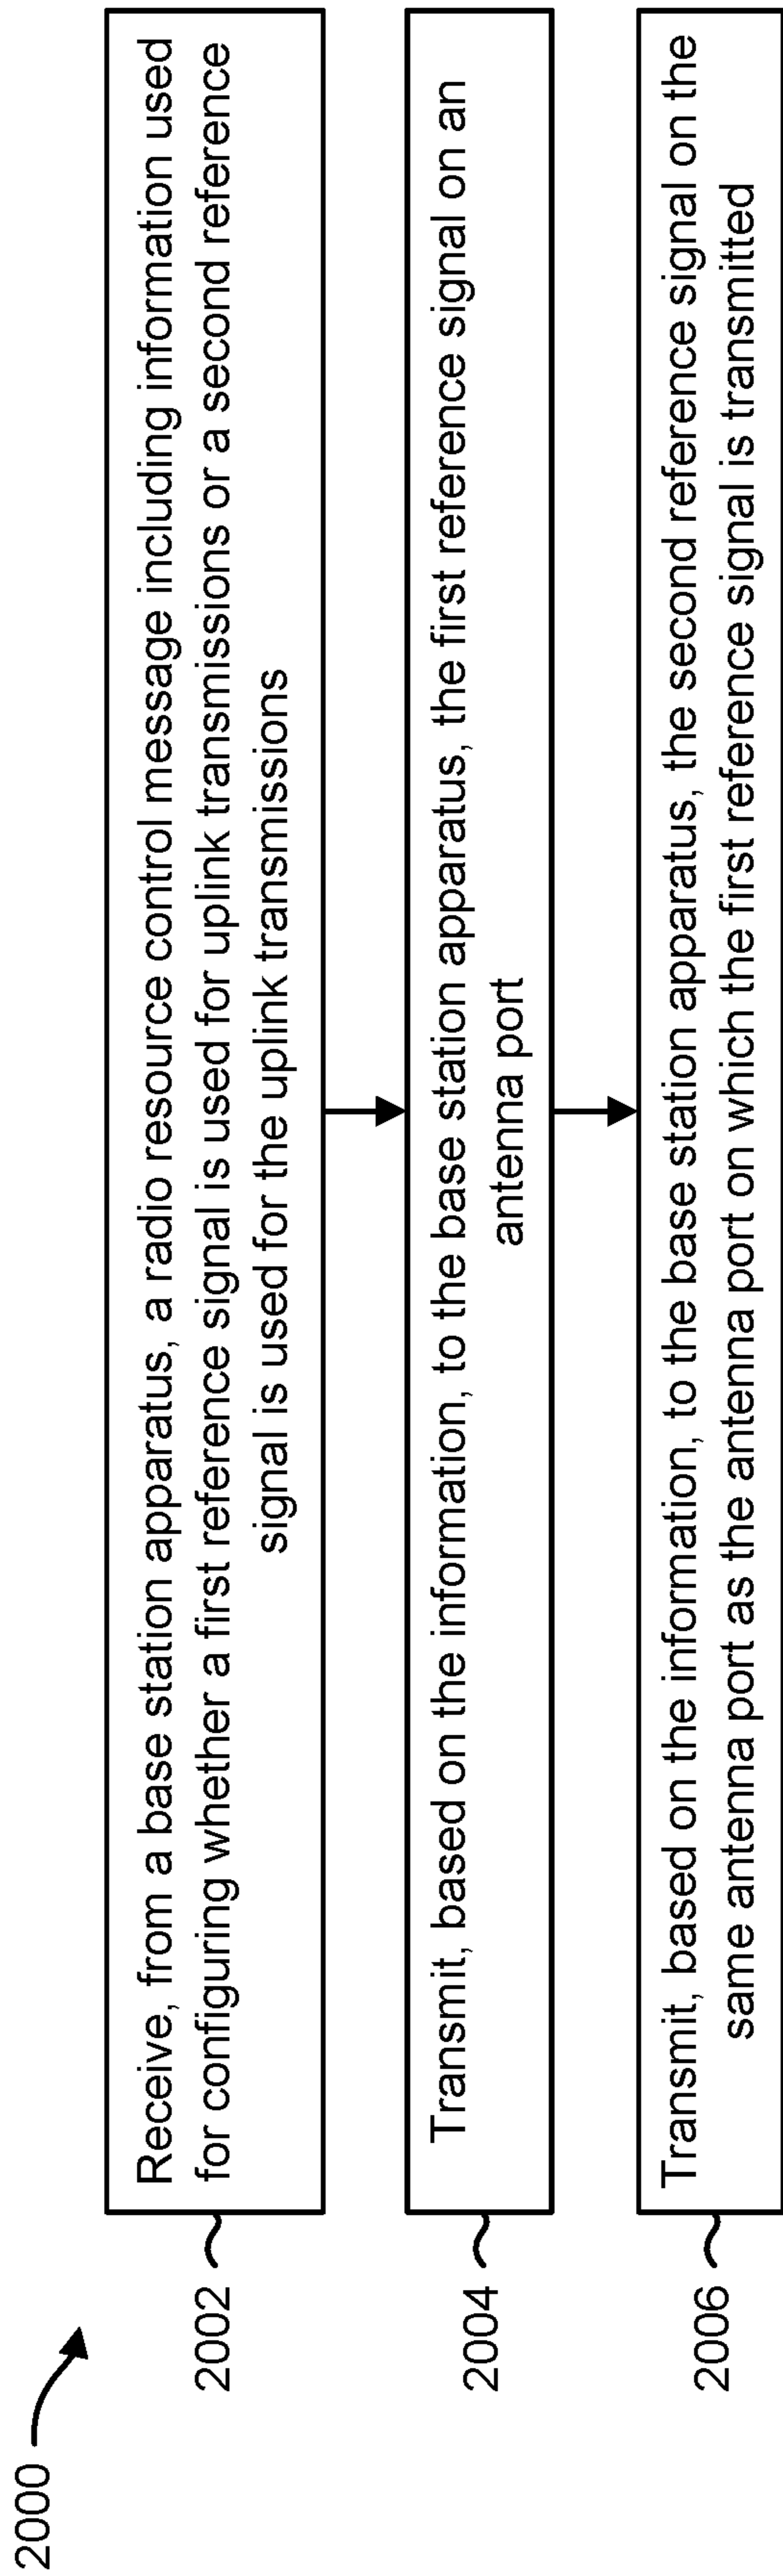 2000
2002
Receive, from a base station apparatus, a radio resource control message including information used
for configuring whether a first reference signal is used for uplink transmissions or a second reference
signal is used for the uplink transmissions
2004
Transmit, based on the information, to the base station apparatus, the first reference signal on an
antenna port
2006
Transmit, based on the information, to the base station apparatus, the second reference signal on the
same antenna port as the antenna port on which the first reference signal is transmitted